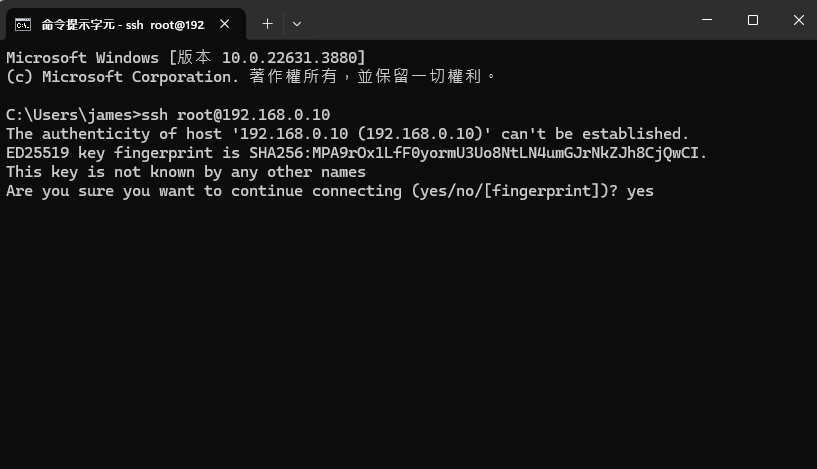 命令提示字元 - ssh root@192
Microsoft Windows [版本 10.0.22631.3880]
(c) Microsoft Corporation. 著作權所有，並保留一切權利。
C:\Users\james>ssh root@192.168.0.10
The authenticity of host '192.168.0.10 (192.168.0.10)' can't be established.
ED25519 key fingerprint is SHA256:MPA9rOx1LfF0yormU3Uo8NtLN4umGJrNkZJh8CjQwCI.
This key is not known by any other names
Are you sure you want to continue connecting (yes/no/[fingerprint])? yes